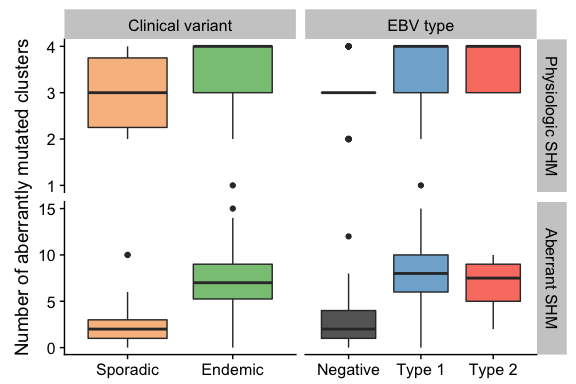 Clinical variant
EBV type
Number of aberrantly mutated clusters
4
3
2
1
Physiologic SHM
15
10
5
0
Aberrant SHM
Sporadic
Endemic
Negative
Type 1
Type 2